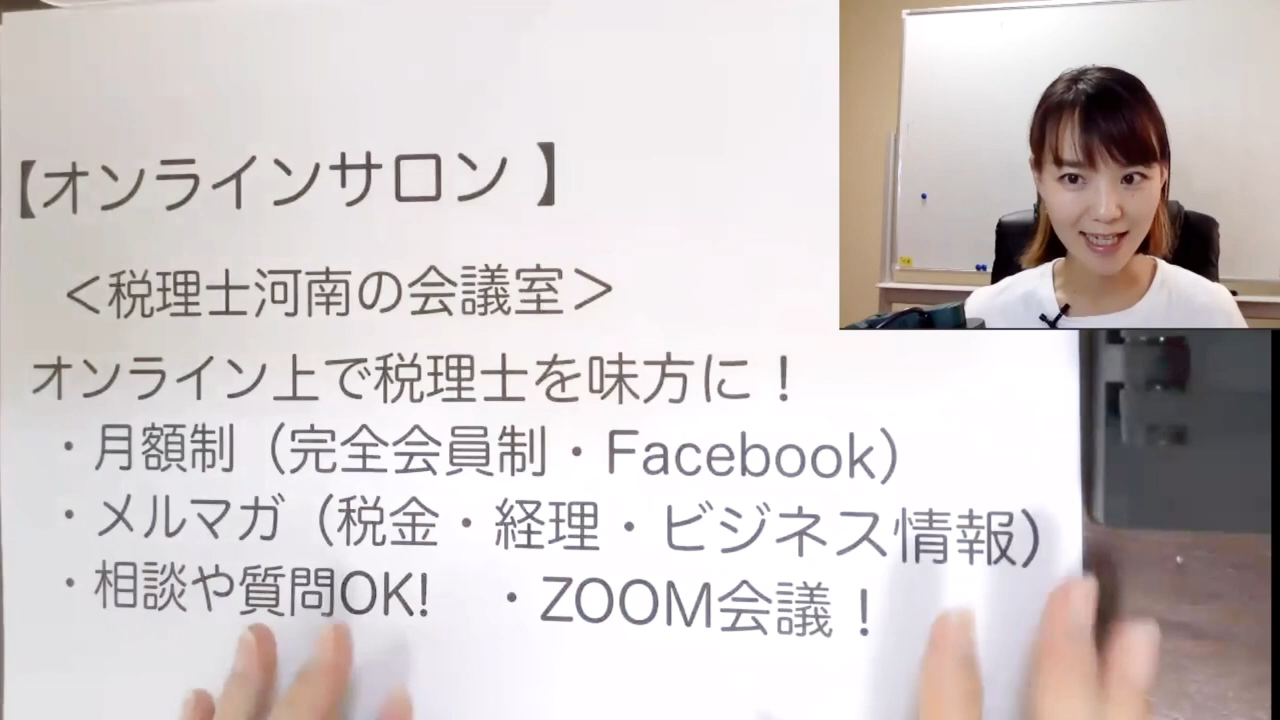 【オンラインサロン】
＜税理士河南の会議室＞
オンライン上で税理士を味方に！
・月額制（完全会員制・Facebook）
・メルマガ（税金・経理・ビジネス情報）
・相談や質問OK! ・ZOOM会議！